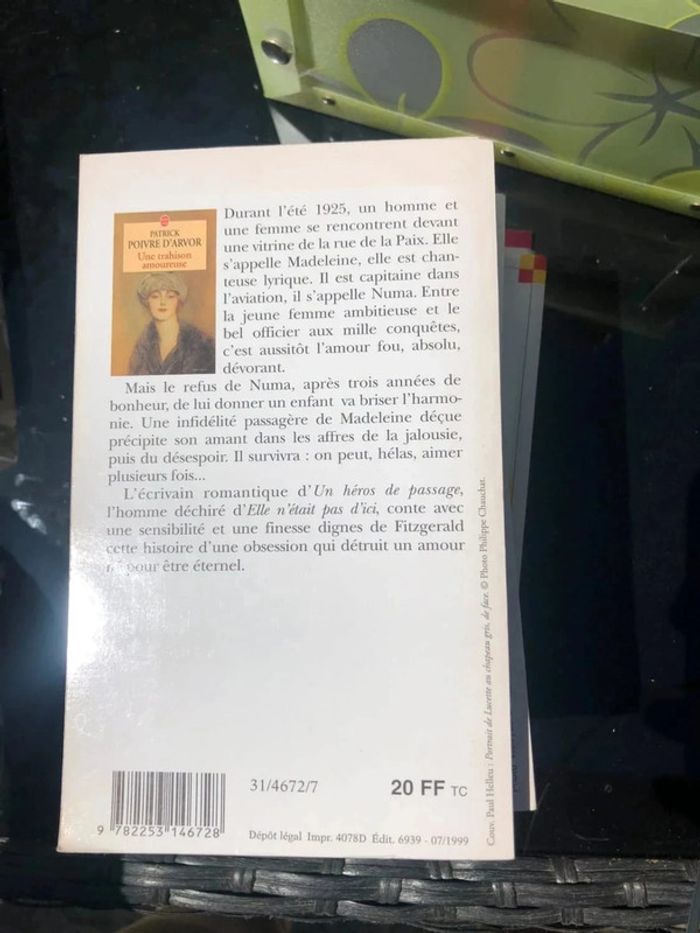 PATRICK
POIVRE D'ARVOR
Une trahison
amoureuse
Durant l'été 1925, un homme et
une femme se rencontrent devant
une vitrine de la rue de la Paix. Elle
s'appelle Madeleine, elle est chan-
teuse lyrique. Il est capitaine dans
l'aviation, il s'appelle Numa. Entre
la jeune femme ambitieuse et le
bel officier aux mille conquêtes,
c'est aussitôt l'amour fou, absolu,
dévorant.
Mais le refus de Numa, après trois années de
bonheur, de lui donner un enfant va briser l'harmo-
nie. Une infidélité passagère de Madeleine déçue
précipite son amant dans les affres de la jalousie,
puis du désespoir. Il survivra : on peut, hélas, aimer
plusieurs fois...
L'écrivain romantique d'Un héros de passage,
l'homme déchiré d'Elle n'était pas d'ici, conte avec
une sensibilité et une finesse dignes de Fitzgerald
cette histoire d'une obsession qui détruit un amour
pour être éternel.
Couv. Paul Helleu : Portrait de Lucette au chapeau gris, de face. © Photo Philippe Chauchat.
31/4672/7
20 FF TC
9 782253 146728
Dépôt légal Impr. 4078D Édit. 6939 - 07/1999